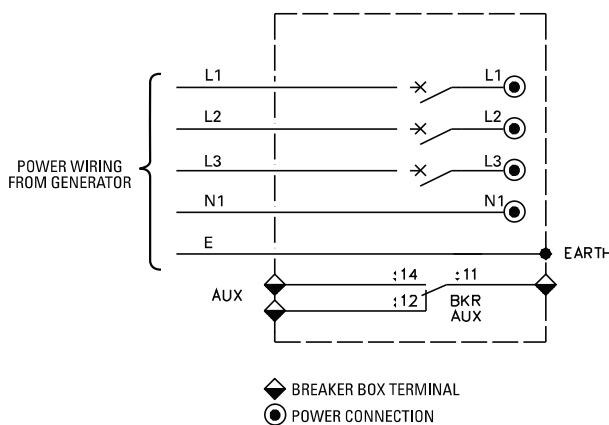 L1 L1
L2 L2
L3 L3
POWER WIRING
FROM GENERATOR
N1
E
EARTH
:14 :11
AUX
:12 BKR
AUX
BREAKER BOX TERMINAL
POWER CONNECTION